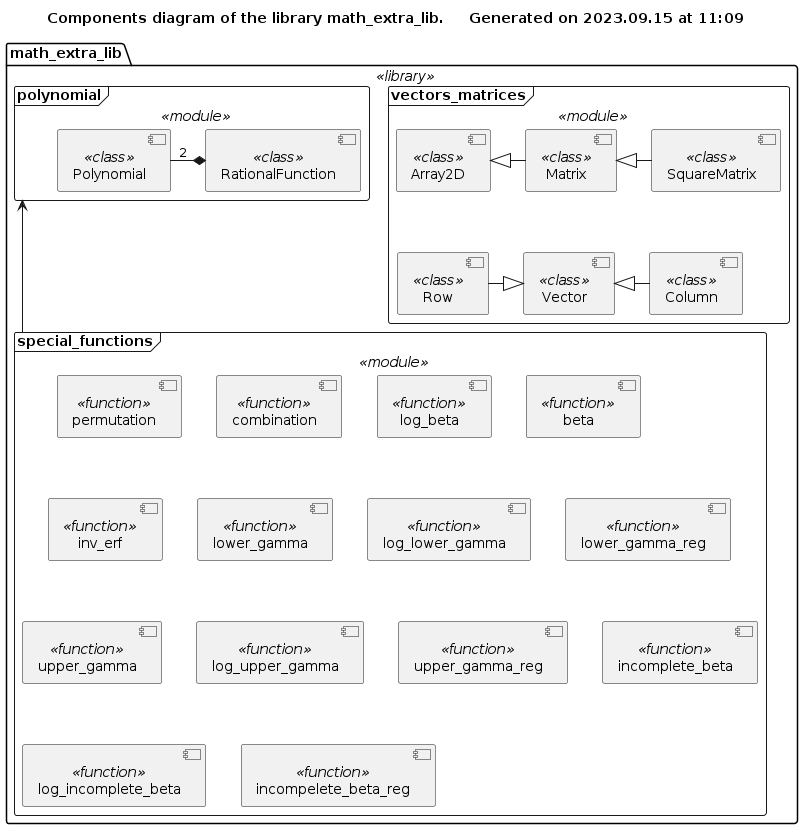 Components diagram of the library math_extra_lib. Generated on 2023.09.15 at 11:09
math_extra_lib
«library»
polynomial
«module»
«class»
Polynomial
2
«class»
RationalFunction
vectors_matrices
«module»
«class»
Array2D
«class»
Matrix
«class»
SquareMatrix
«class»
Row
«class»
Vector
«class»
Column
special_functions
«module»
«function»
permutation
«function»
combination
«function»
log_beta
«function»
beta
«function»
inv_erf
«function»
lower_gamma
«function»
log_lower_gamma
«function»
lower_gamma_reg
«function»
upper_gamma
«function»
log_upper_gamma
«function»
upper_gamma_reg
«function»
incomplete_beta
«function»
log_incomplete_beta
«function»
incompelete_beta_reg